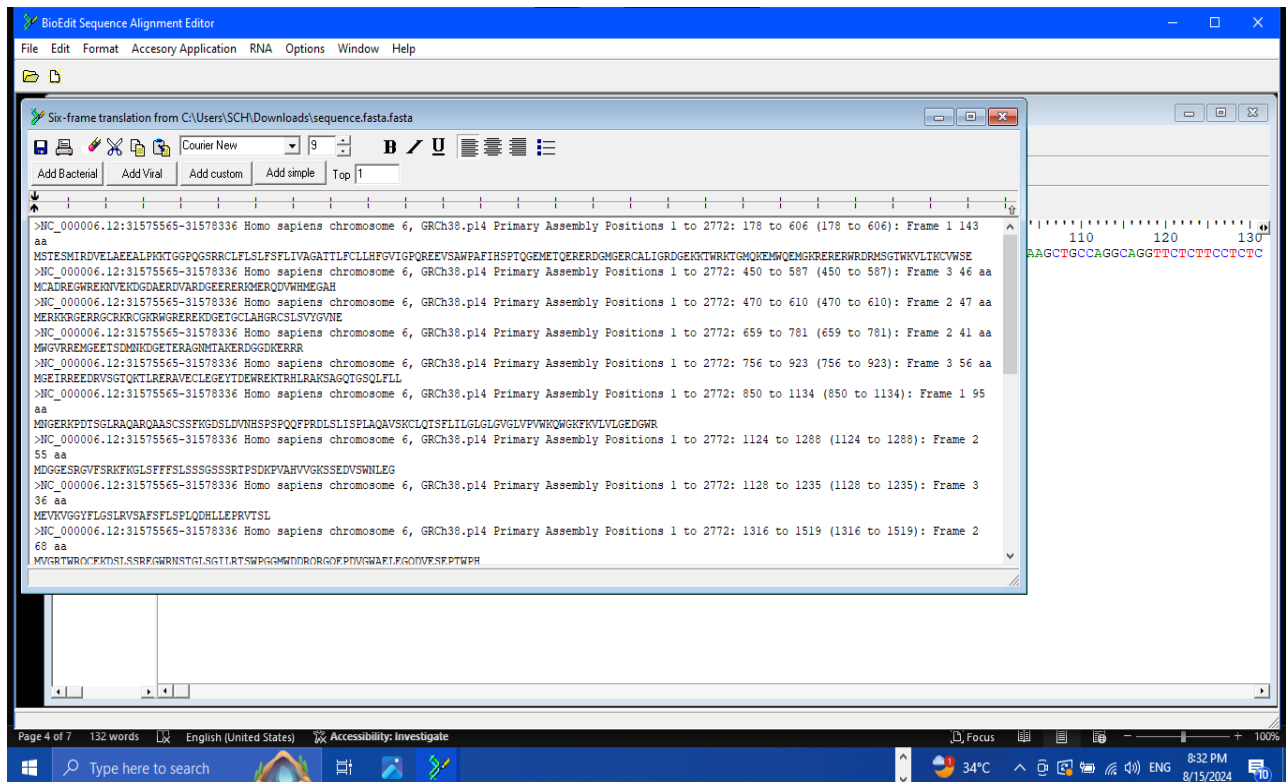 BioEdit Sequence Alignment Editor
File Edit Format Accesory Application RNA Options Window Help
Six-frame translation from C:\Users\SCH\Downloads\sequence.fasta.fasta
Courier New 9 B I U
Add Bacterial Add Viral Add custom Add simple Top 1
>NC_000006.12:31575565-31578336 Homo sapiens chromosome 6, GRCh38.p14 Primary Assembly Positions 1 to 2772: 178 to 606 (178 to 606): Frame 1 143
aa
MSTESMIRDVELAEEALPKKTGGPQGSRRCLFLSLFSFLIVAGATTLFCLLHFGVIGPQREEVSAWPAFIHSPTQGEMETQERERDGMGERCALIGRDGEKKTWRKTGMQKEMWQEMGKRERERWRDRMSGTWKVLTKCVWSE
>NC_000006.12:31575565-31578336 Homo sapiens chromosome 6, GRCh38.p14 Primary Assembly Positions 1 to 2772: 450 to 587 (450 to 587): Frame 3 46 aa
MCADREGWREKNVEKDGDAERDVARDGEERERKMERQDVWHMEGAH
>NC_000006.12:31575565-31578336 Homo sapiens chromosome 6, GRCh38.p14 Primary Assembly Positions 1 to 2772: 470 to 610 (470 to 610): Frame 2 47 aa
MERKKRGERRGCRKRCGKRWGREREKDGETGCLAHGRCSLSVYGVNE
>NC_000006.12:31575565-31578336 Homo sapiens chromosome 6, GRCh38.p14 Primary Assembly Positions 1 to 2772: 659 to 781 (659 to 781): Frame 2 41 aa
MWGVRREMGEETSDMNKDGETERAGNMTAKERDGGDKERRR
>NC_000006.12:31575565-31578336 Homo sapiens chromosome 6, GRCh38.p14 Primary Assembly Positions 1 to 2772: 756 to 923 (756 to 923): Frame 3 56 aa
MGEIRREEDRVSGTQKTLRERAVECLEGEYTDEWREKTRHLRAKSAGQTGSQLFLL
>NC_000006.12:31575565-31578336 Homo sapiens chromosome 6, GRCh38.p14 Primary Assembly Positions 1 to 2772: 850 to 1134 (850 to 1134): Frame 1 95
aa
MNGERKPDTSGLRAQARQAASCSSFKGDSLDVNHSPSPQQFPRDLSLISPLAQAVSKCLQTSFLILGLGLGVGLVPVWKQWGKFKVLVLGEDGWR
>NC_000006.12:31575565-31578336 Homo sapiens chromosome 6, GRCh38.p14 Primary Assembly Positions 1 to 2772: 1124 to 1288 (1124 to 1288): Frame 2
55 aa
MDGGESRGVFSRKFKGLSFFFSLSSSGSSSRTPSDKPVAHVVGKSSEDVSWNLEG
>NC_000006.12:31575565-31578336 Homo sapiens chromosome 6, GRCh38.p14 Primary Assembly Positions 1 to 2772: 1128 to 1235 (1128 to 1235): Frame 3
36 aa
MEVKVGGYFLGSLRVSAFSFLSPLQDHLLEPRVTSL
>NC_000006.12:31575565-31578336 Homo sapiens chromosome 6, GRCh38.p14 Primary Assembly Positions 1 to 2772: 1316 to 1519 (1316 to 1519): Frame 2
68 aa
MVGRTWRQCEKDSLSSREGWRNSTGLSGILRTSWPGGMWDDRQRGQEPDVGWAELEGQDVESEPTWPH
110 120 130
AAGCTGCCAGGCAGGTTCTCTTCCTCTC
Page 4 of 7 132 words English (United States) Accessibility: Investigate Focus 100%
Type here to search 34°C ENG 8:32 PM
8/15/2024 10